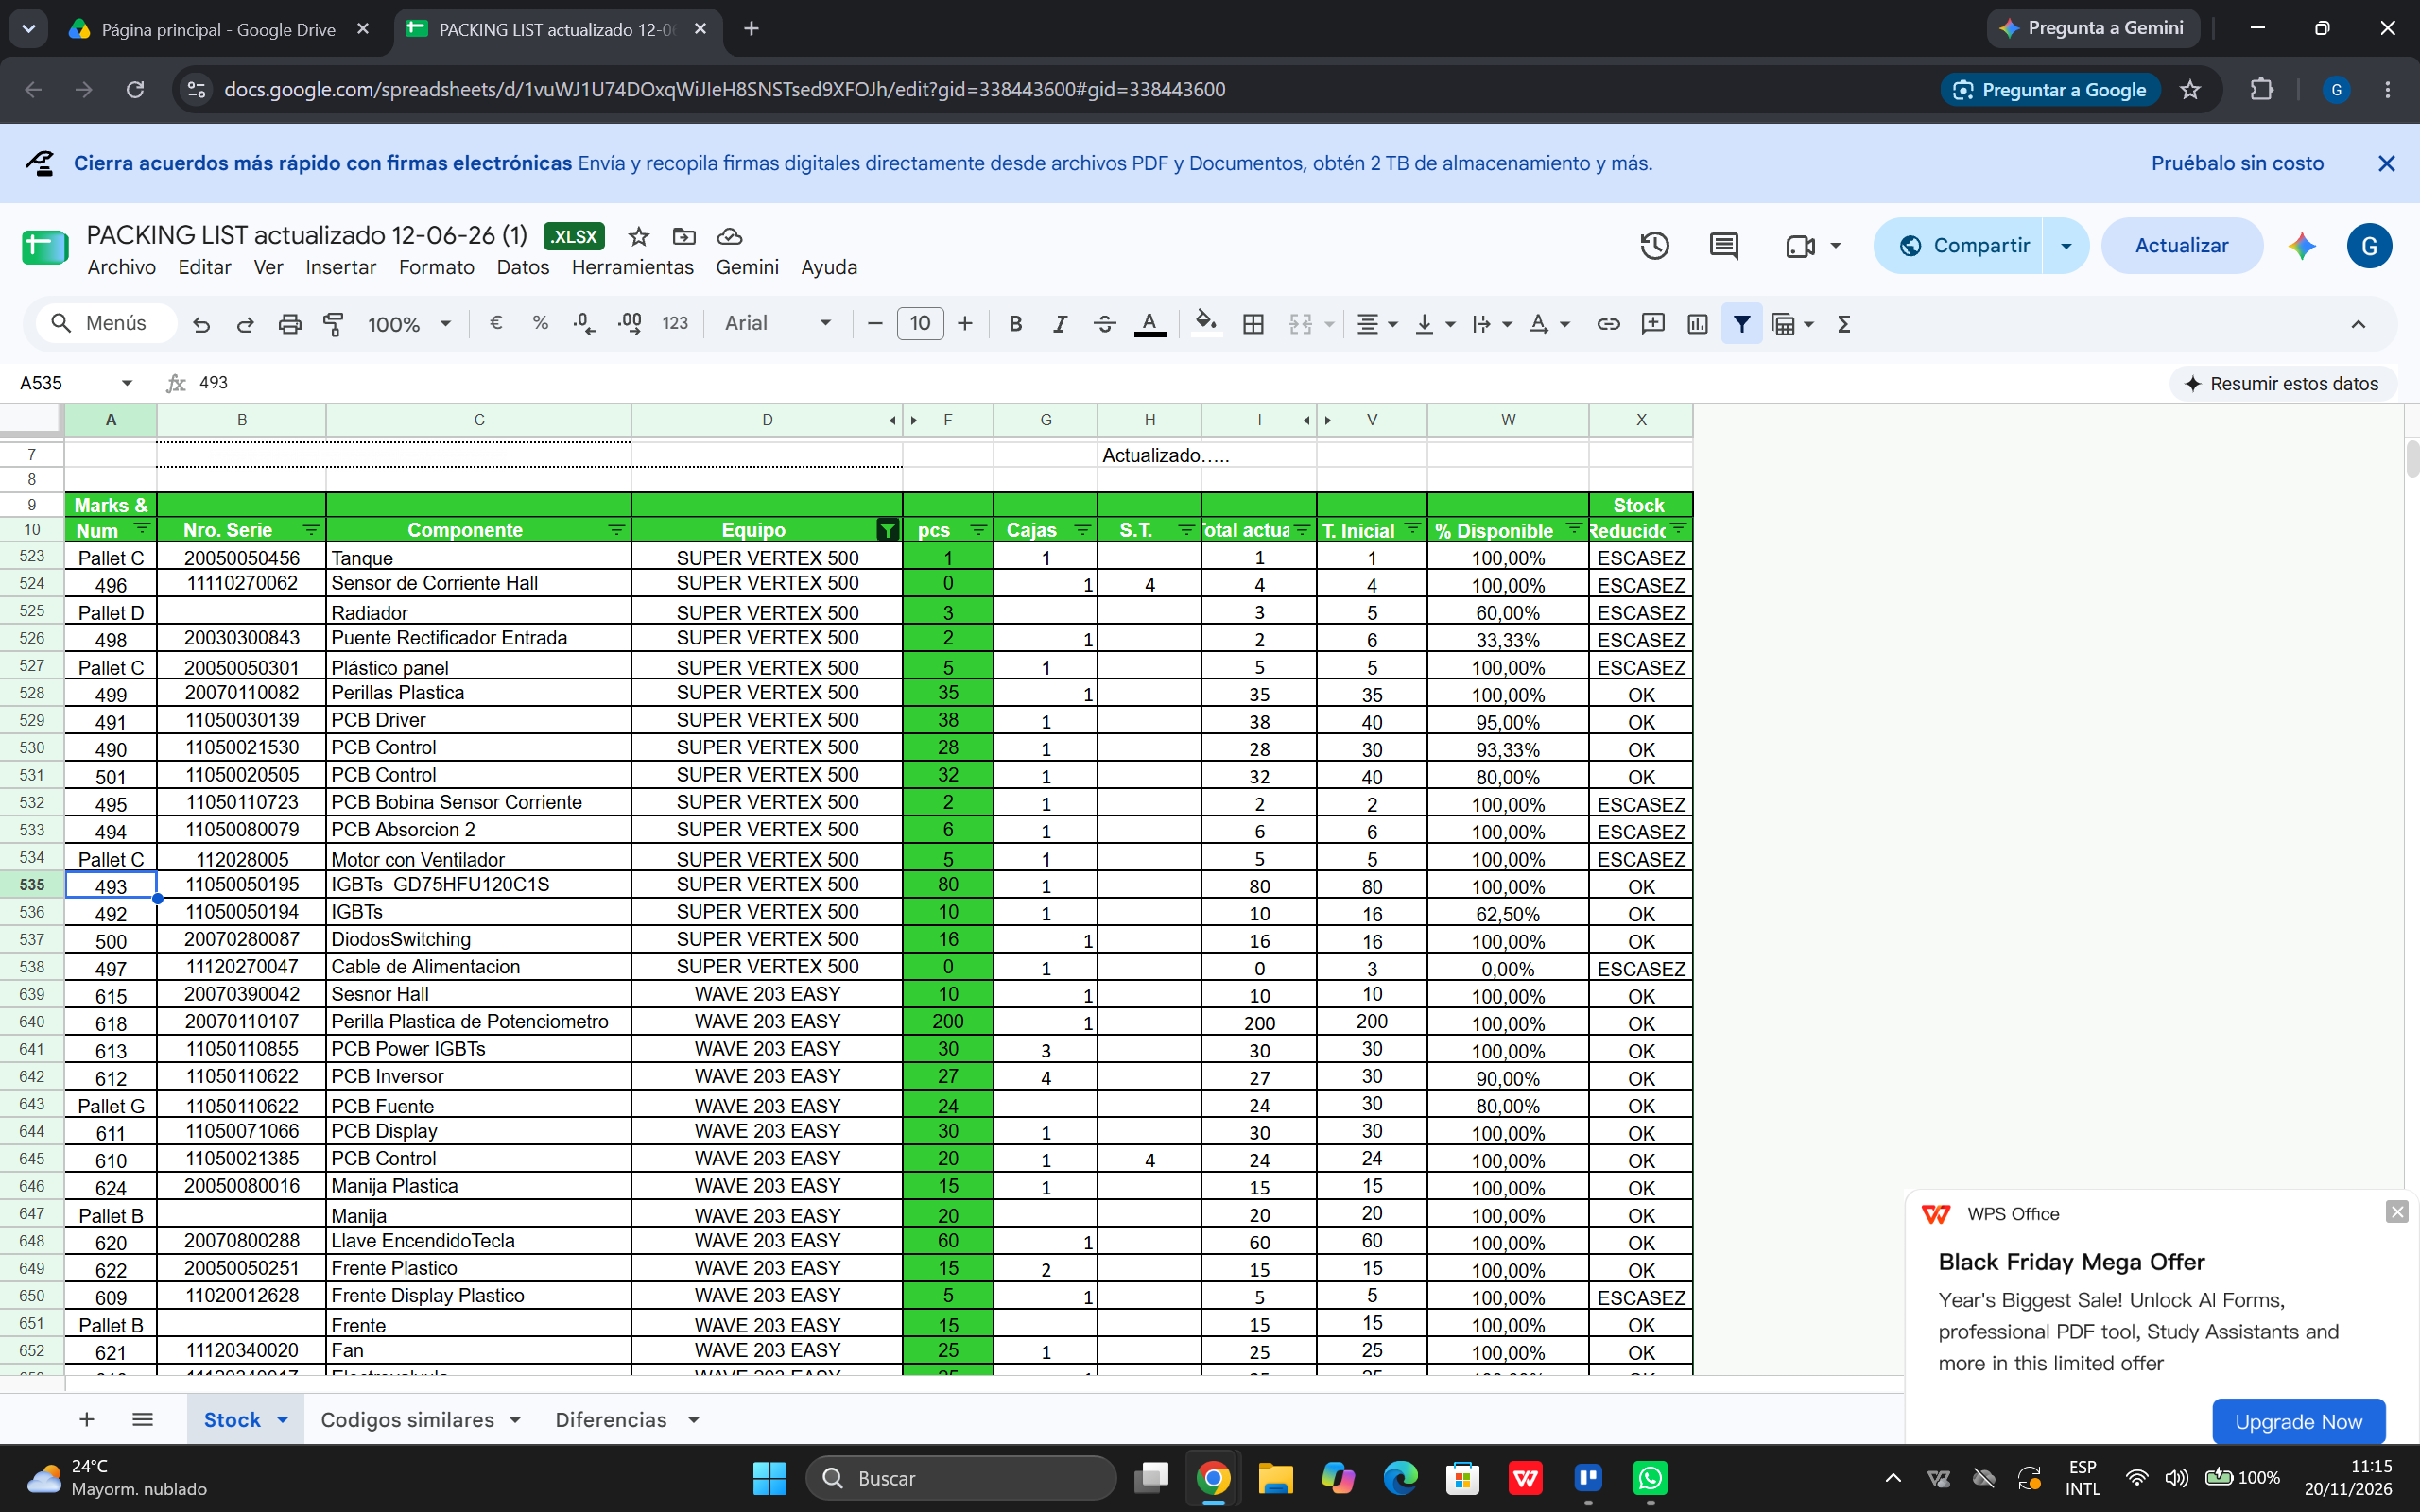 Página principal - Google Drive
PACKING LIST actualizado 12-0
Pregunta a Gemini
docs.google.com/spreadsheets/d/1vuWJ1U74DOxqWiJIeH8SNSTsed9XFOJh/edit?gid=338443600#gid=338443600
Preguntar a Google
G
Cierra acuerdos más rápido con firmas electrónicas Envía y recopila firmas digitales directamente desde archivos PDF y Documentos, obtén 2 TB de almacenamiento y más.
Pruébalo sin costo
PACKING LIST actualizado 12-06-26 (1) .XLSX
Archivo Editar Ver Insertar Formato Datos Herramientas Gemini Ayuda
Compartir
Actualizar
G
Menús 100% € % .0 .00 123 Arial 10 B I A
A535 fx 493
Resumir estos datos
A B C D F G H I V W X
7 Actualizado…..
8
9 Marks & Stock
10 Num Nro. Serie Componente Equipo pcs Cajas S.T. otal actua T. Inicial % Disponible Reducido
523 Pallet C 20050050456 Tanque SUPER VERTEX 500 1 1 1 1 100,00% ESCASEZ
524 496 11110270062 Sensor de Corriente Hall SUPER VERTEX 500 0 1 4 4 4 100,00% ESCASEZ
525 Pallet D Radiador SUPER VERTEX 500 3 3 5 60,00% ESCASEZ
526 498 20030300843 Puente Rectificador Entrada SUPER VERTEX 500 2 1 2 6 33,33% ESCASEZ
527 Pallet C 20050050301 Plástico panel SUPER VERTEX 500 5 1 5 5 100,00% ESCASEZ
528 499 20070110082 Perillas Plastica SUPER VERTEX 500 35 1 35 35 100,00% OK
529 491 11050030139 PCB Driver SUPER VERTEX 500 38 1 38 40 95,00% OK
530 490 11050021530 PCB Control SUPER VERTEX 500 28 1 28 30 93,33% OK
531 501 11050020505 PCB Control SUPER VERTEX 500 32 1 32 40 80,00% OK
532 495 11050110723 PCB Bobina Sensor Corriente SUPER VERTEX 500 2 1 2 2 100,00% ESCASEZ
533 494 11050080079 PCB Absorcion 2 SUPER VERTEX 500 6 1 6 6 100,00% ESCASEZ
534 Pallet C 112028005 Motor con Ventilador SUPER VERTEX 500 5 1 5 5 100,00% ESCASEZ
535 493 11050050195 IGBTs GD75HFU120C1S SUPER VERTEX 500 80 1 80 80 100,00% OK
536 492 11050050194 IGBTs SUPER VERTEX 500 10 1 10 16 62,50% OK
537 500 20070280087 DiodosSwitching SUPER VERTEX 500 16 1 16 16 100,00% OK
538 497 11120270047 Cable de Alimentacion SUPER VERTEX 500 0 1 0 3 0,00% ESCASEZ
639 615 20070390042 Sesnor Hall WAVE 203 EASY 10 1 10 10 100,00% OK
640 618 20070110107 Perilla Plastica de Potenciometro WAVE 203 EASY 200 1 200 200 100,00% OK
641 613 11050110855 PCB Power IGBTs WAVE 203 EASY 30 3 30 30 100,00% OK
642 612 11050110622 PCB Inversor WAVE 203 EASY 27 4 27 30 90,00% OK
643 Pallet G 11050110622 PCB Fuente WAVE 203 EASY 24 24 30 80,00% OK
644 611 11050071066 PCB Display WAVE 203 EASY 30 1 30 30 100,00% OK
645 610 11050021385 PCB Control WAVE 203 EASY 20 1 4 24 24 100,00% OK
646 624 20050080016 Manija Plastica WAVE 203 EASY 15 1 15 15 100,00% OK
647 Pallet B Manija WAVE 203 EASY 20 20 20 100,00% OK
648 620 20070800288 Llave EncendidoTecla WAVE 203 EASY 60 1 60 60 100,00% OK
649 622 20050050251 Frente Plastico WAVE 203 EASY 15 2 15 15 100,00% OK
650 609 11020012628 Frente Display Plastico WAVE 203 EASY 5 1 5 5 100,00% ESCASEZ
651 Pallet B Frente WAVE 203 EASY 15 15 15 100,00% OK
652 621 11120340020 Fan WAVE 203 EASY 25 1 25 25 100,00% OK
WPS Office
Black Friday Mega Offer
Year's Biggest Sale! Unlock AI Forms,
professional PDF tool, Study Assistants and
more in this limited offer
Upgrade Now
Stock Codigos similares Diferencias
24°C
Mayorm. nublado
Buscar
ESP
INTL
100%
11:15
20/11/2026